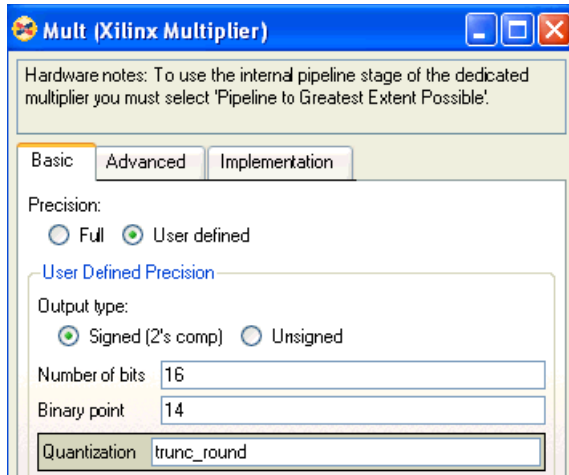 Mult (Xilinx Multiplier)
Hardware notes: To use the internal pipeline stage of the dedicated
multiplier you must select 'Pipeline to Greatest Extent Possible'.
Basic Advanced Implementation
Precision:
Full User defined
User Defined Precision
Output type:
Signed (2's comp) Unsigned
Number of bits 16
Binary point 14
Quantization trunc_round